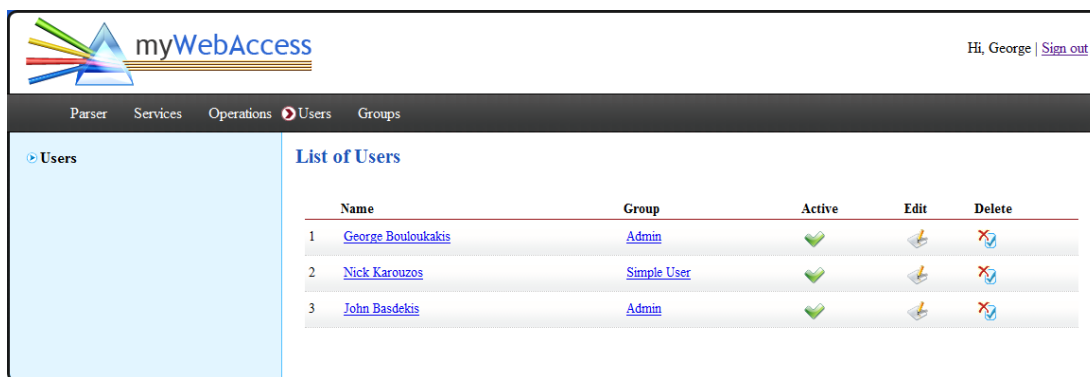 myWebAccess
Hi, George | Sign out
Parser Services Operations Users Groups
Users
List of Users
Name Group Active Edit Delete
1 George Bouloukakis Admin
2 Nick Karouzos Simple User
3 John Basdekis Admin